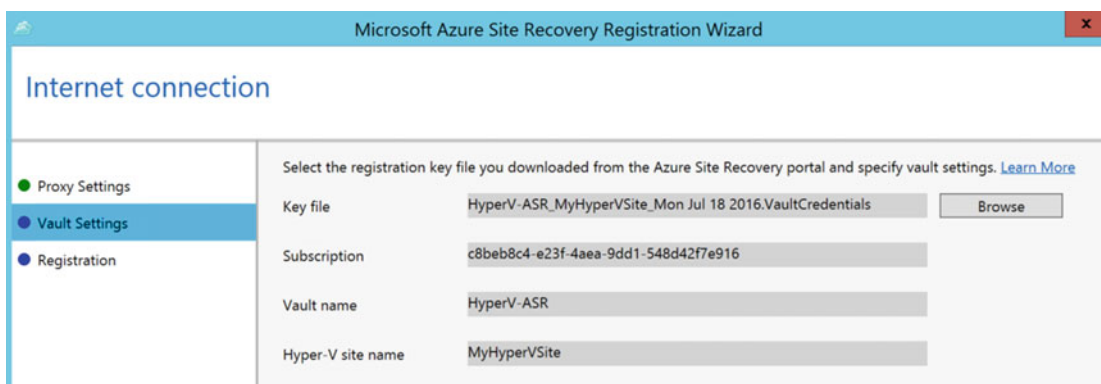 Microsoft Azure Site Recovery Registration Wizard
x
Internet connection
Select the registration key file you downloaded from the Azure Site Recovery portal and specify vault settings. Learn More
Proxy Settings
Key file HyperV-ASR_MyHyperVSite_Mon Jul 18 2016.VaultCredentials Browse
Vault Settings
Subscription c8beb8c4-e23f-4aea-9dd1-548d42f7e916
Registration
Vault name HyperV-ASR
Hyper-V site name MyHyperVSite